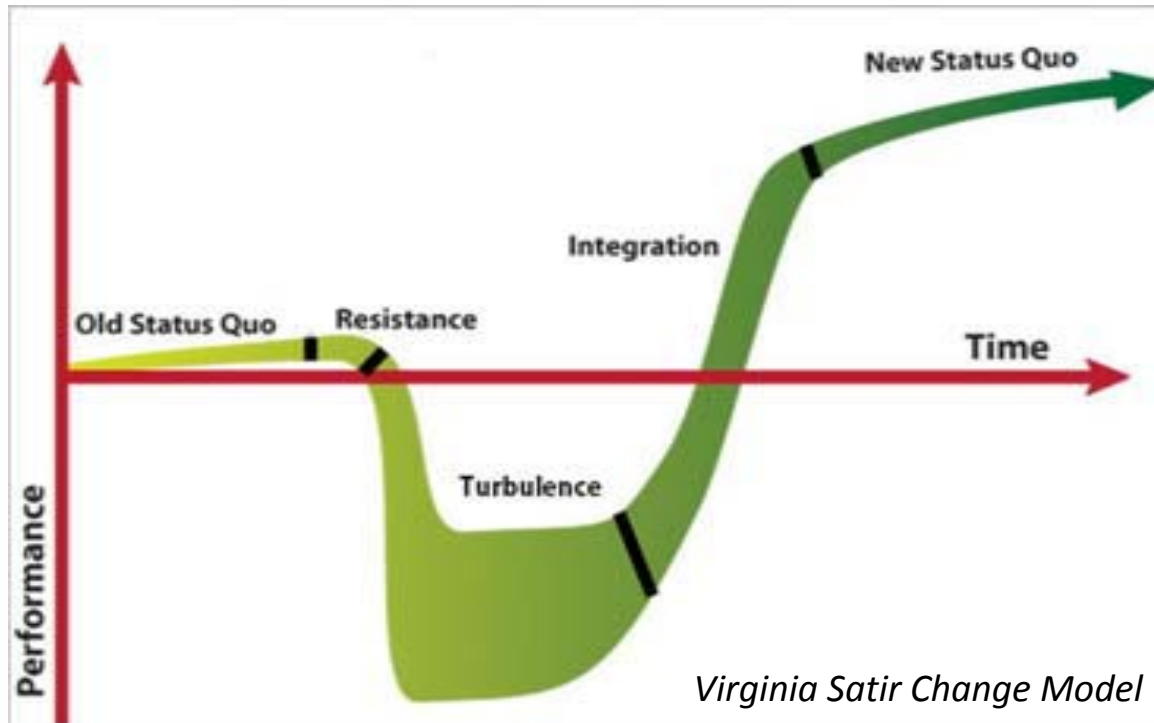 New Status Quo
Integration
Old Status Quo
Resistance
Time
Turbulence
Performance
Virginia Satir Change Model